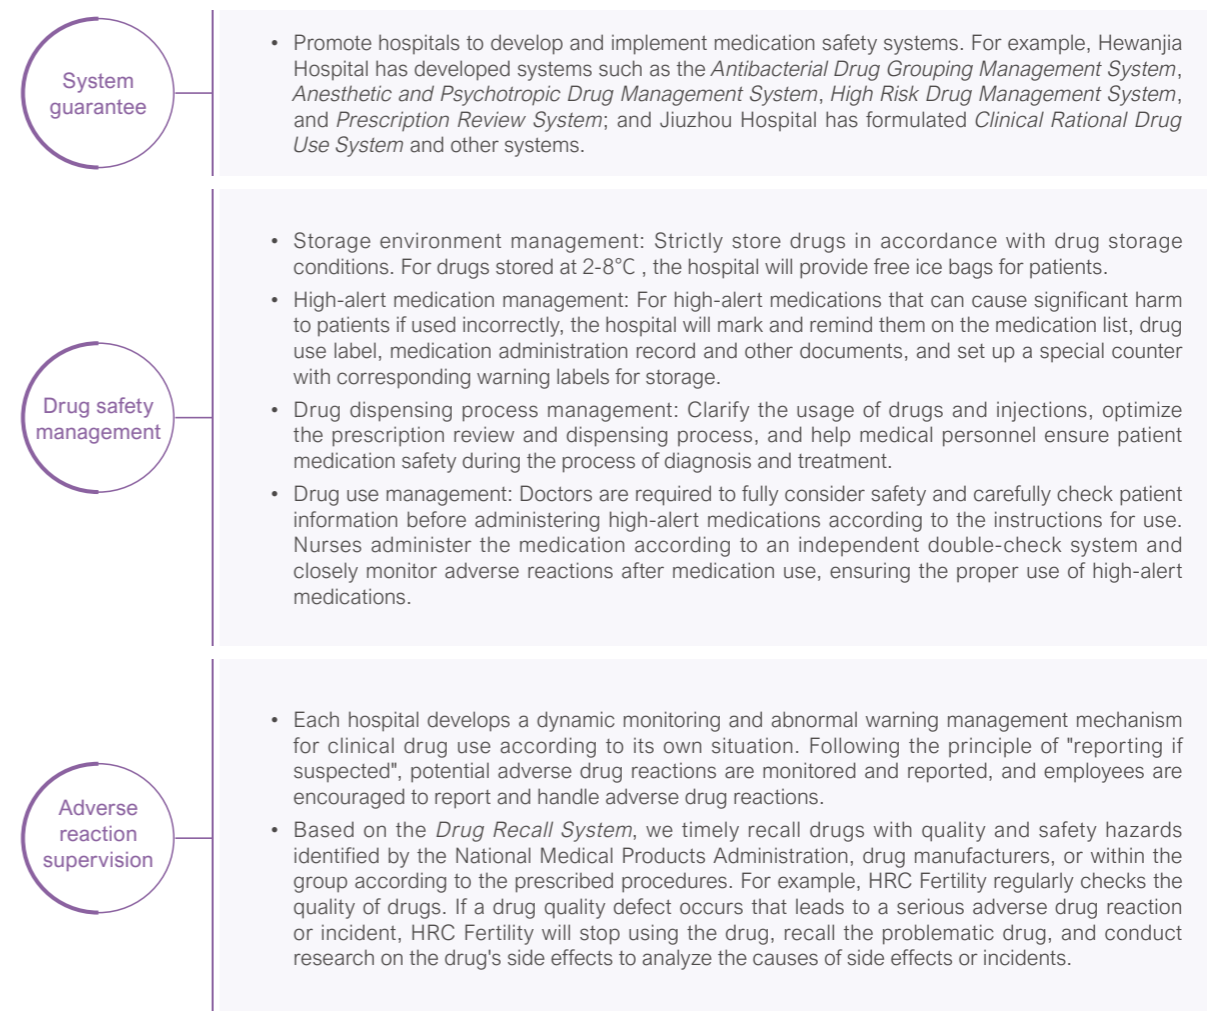 System
guarantee
• Promote hospitals to develop and implement medication safety systems. For example, Hewanjia
Hospital has developed systems such as the Antibacterial Drug Grouping Management System,
Anesthetic and Psychotropic Drug Management System, High Risk Drug Management System,
and Prescription Review System; and Jiuzhou Hospital has formulated Clinical Rational Drug
Use System and other systems.
Drug safety
management
• Storage environment management: Strictly store drugs in accordance with drug storage
conditions. For drugs stored at 2-8°C , the hospital will provide free ice bags for patients.
• High-alert medication management: For high-alert medications that can cause significant harm
to patients if used incorrectly, the hospital will mark and remind them on the medication list, drug
use label, medication administration record and other documents, and set up a special counter
with corresponding warning labels for storage.
• Drug dispensing process management: Clarify the usage of drugs and injections, optimize
the prescription review and dispensing process, and help medical personnel ensure patient
medication safety during the process of diagnosis and treatment.
• Drug use management: Doctors are required to fully consider safety and carefully check patient
information before administering high-alert medications according to the instructions for use.
Nurses administer the medication according to an independent double-check system and
closely monitor adverse reactions after medication use, ensuring the proper use of high-alert
medications.
Adverse
reaction
supervision
• Each hospital develops a dynamic monitoring and abnormal warning management mechanism
for clinical drug use according to its own situation. Following the principle of "reporting if
suspected", potential adverse drug reactions are monitored and reported, and employees are
encouraged to report and handle adverse drug reactions.
• Based on the Drug Recall System, we timely recall drugs with quality and safety hazards
identified by the National Medical Products Administration, drug manufacturers, or within the
group according to the prescribed procedures. For example, HRC Fertility regularly checks the
quality of drugs. If a drug quality defect occurs that leads to a serious adverse drug reaction
or incident, HRC Fertility will stop using the drug, recall the problematic drug, and conduct
research on the drug's side effects to analyze the causes of side effects or incidents.